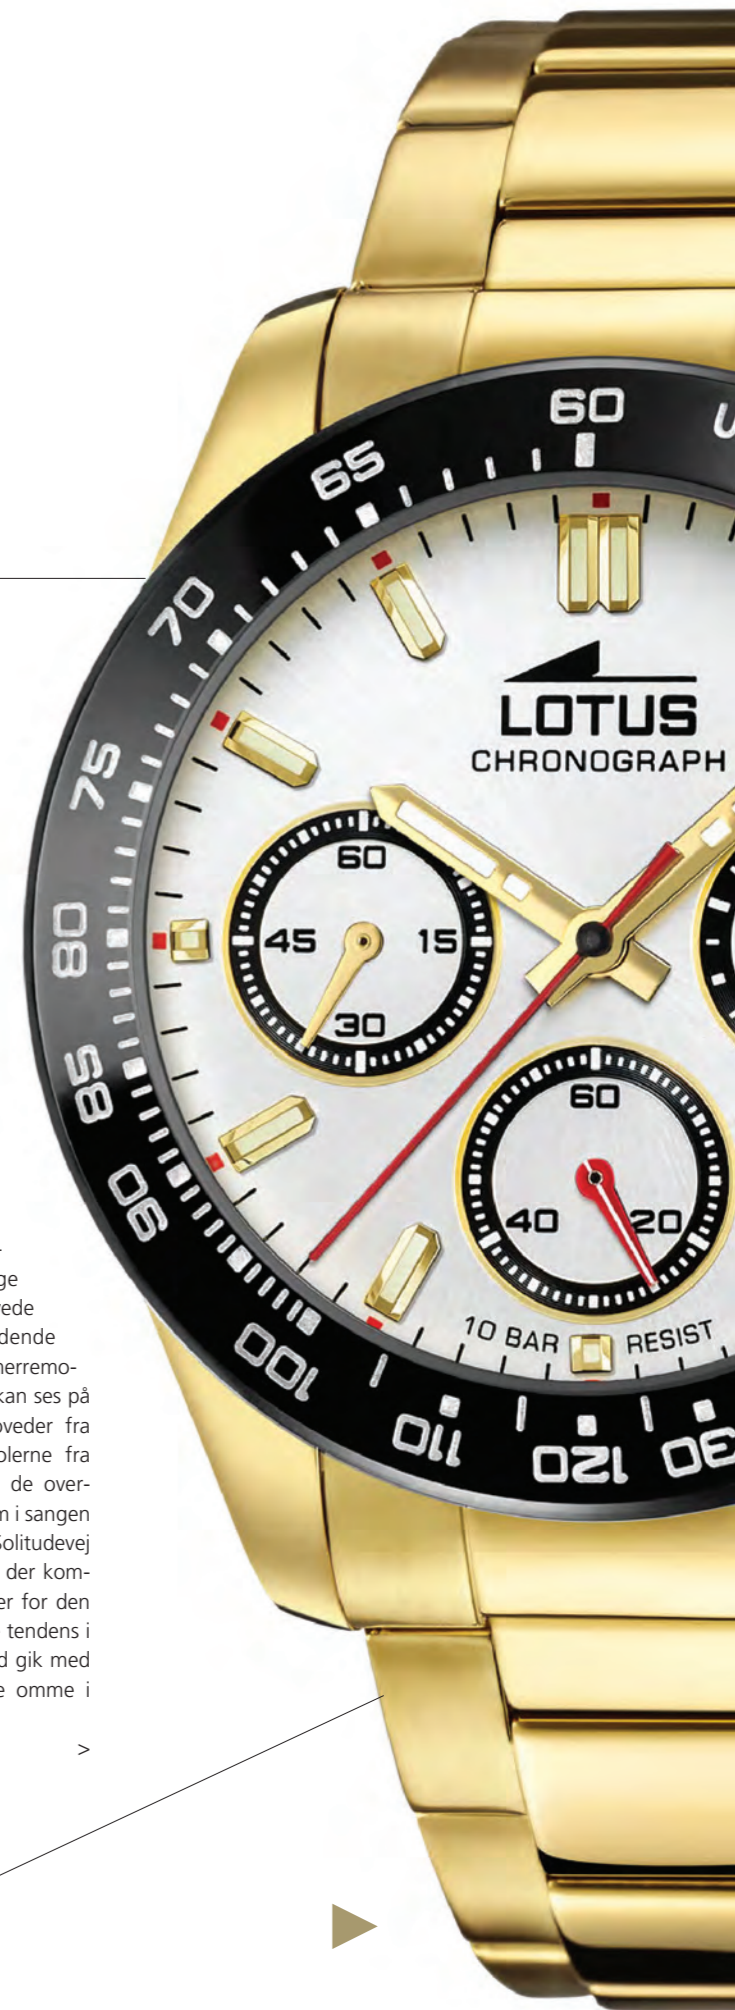 60
65
70
75
80
85
90
100
110
120
130
LOTUS
CHRONOGRAPH
60
45 15
30
60
40 20
10 BAR RESIST
ge
dende
herremo-
kan ses på
oveder fra
olerne fra
de over-
m i sangen
Solitudevej
der kom-
er for den
tendens i
d gik med
e omme i
>